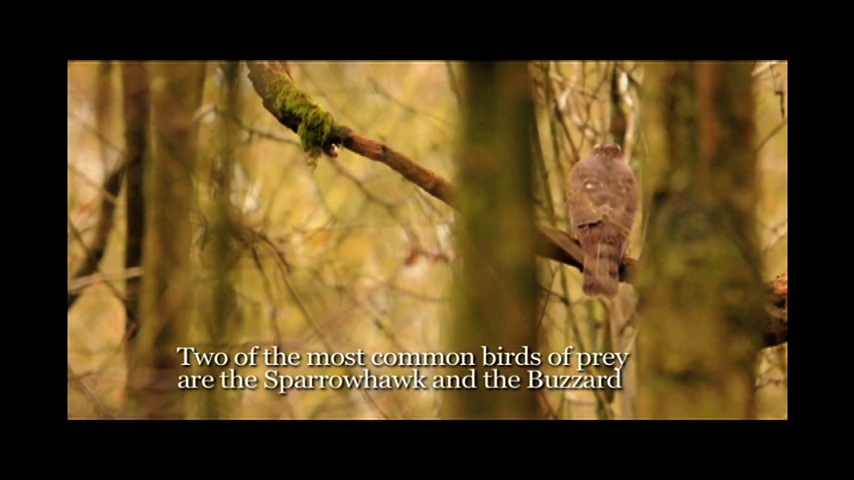 Two of the most common birds of prey
are the Sparrowhawk and the Buzzard